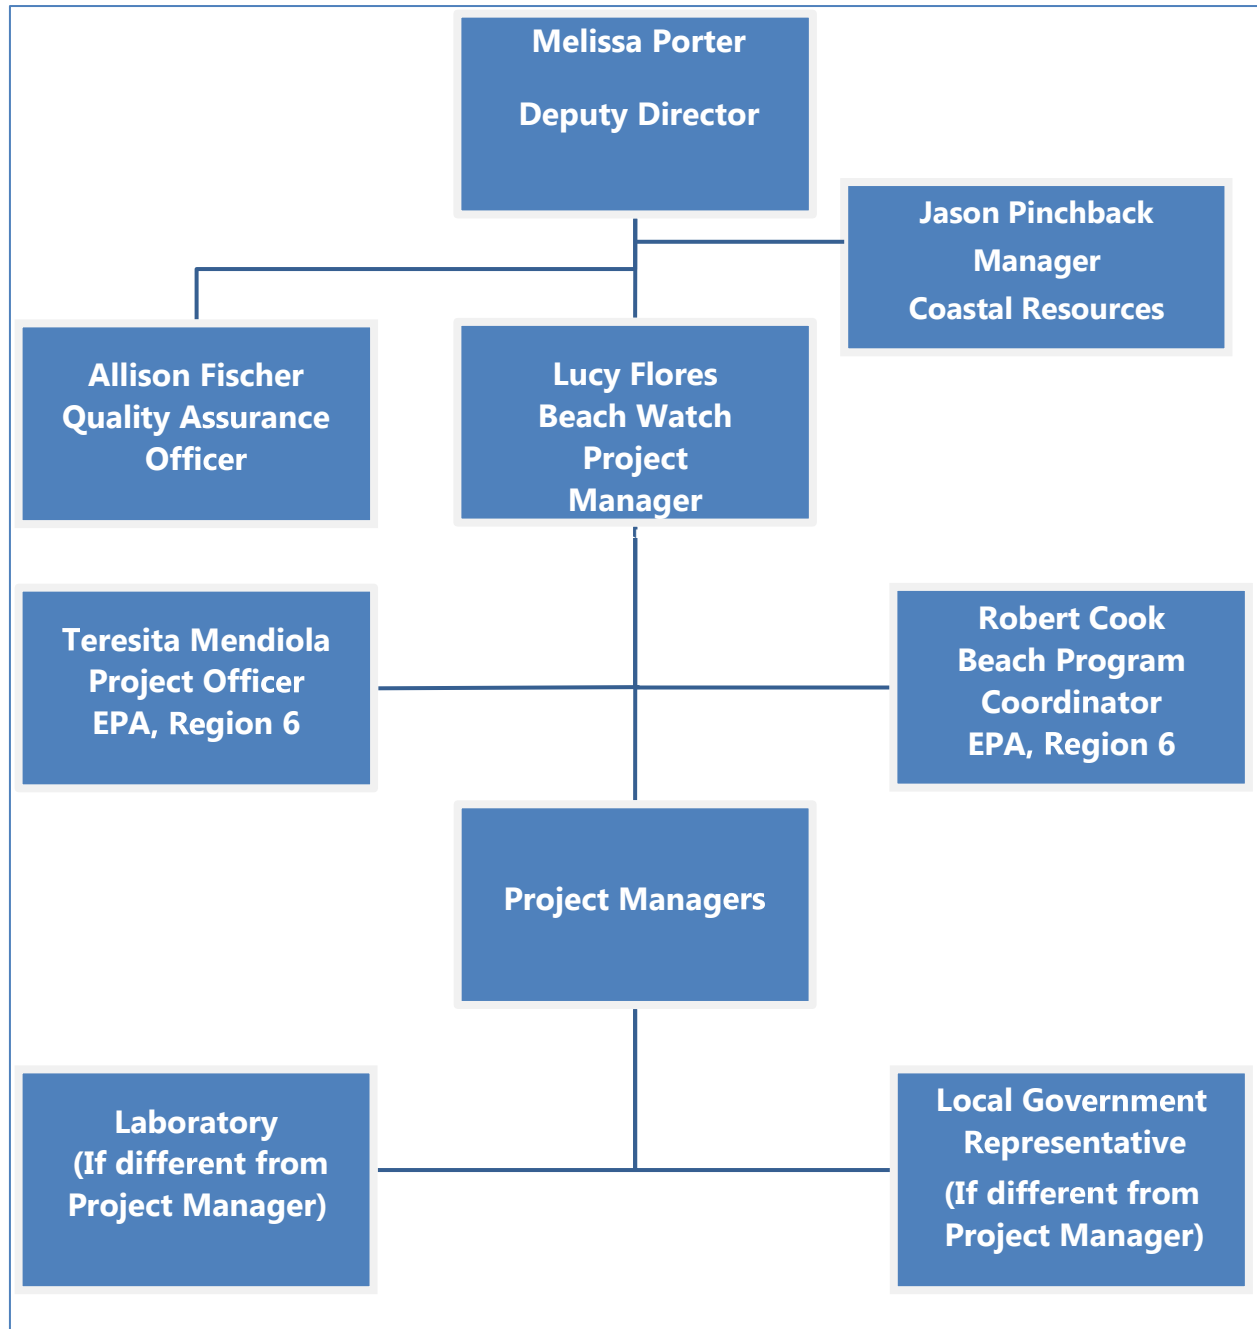 Melissa Porter
Deputy Director
Jason Pinchback
Manager
Coastal Resources
Allison Fischer
Quality Assurance
Officer
Lucy Flores
Beach Watch
Project
Manager
Teresita Mendiola
Project Officer
EPA, Region 6
Robert Cook
Beach Program
Coordinator
EPA, Region 6
Project Managers
Laboratory
(If different from
Project Manager)
Local Government
Representative
(If different from
Project Manager)